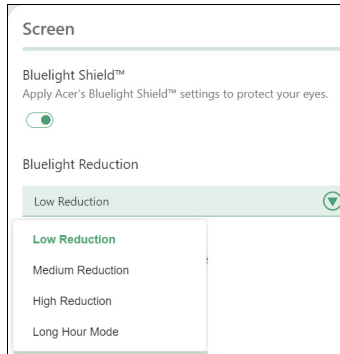 Screen
Bluelight Shield™
Apply Acer's Bluelight Shield™ settings to protect your eyes.
Bluelight Reduction
Low Reduction
Low Reduction
Medium Reduction
High Reduction
Long Hour Mode